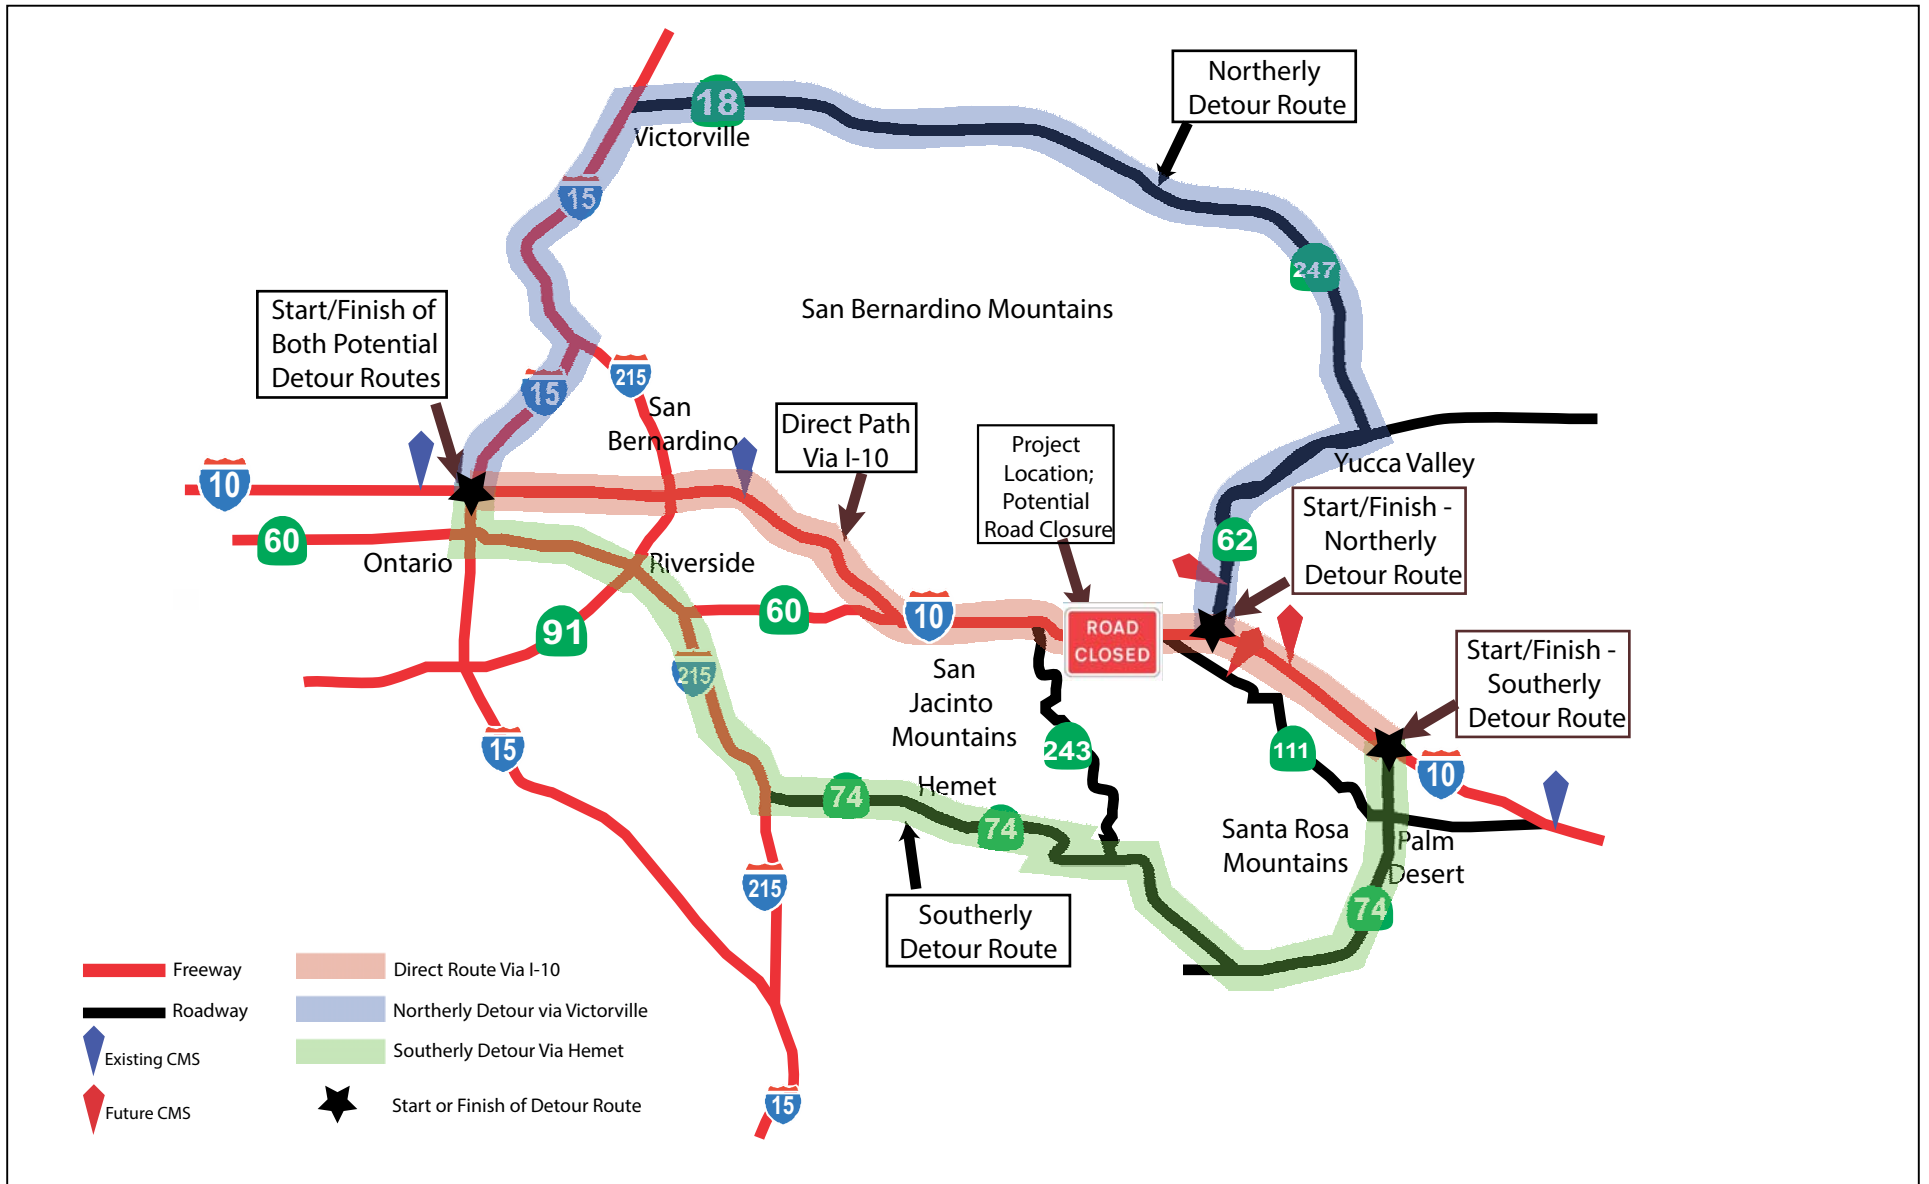 Northerly
Detour Route
18
Victorville
15
247
San Bernardino Mountains
Start/Finish of
Both Potential
Detour Routes
15
215
San
Bernardino
Direct Path
Via I-10
Project
Location;
Potential
Road Closure
Yucca Valley
10
Start/Finish -
Northerly
Detour Route
60
62
Ontario
Riverside
91
60
10
ROAD
CLOSED
215
San
Jacinto
Mountains
Start/Finish -
Southerly
Detour Route
15
243
111
10
Hemet
74
74
Santa Rosa
Mountains
Palm
Desert
215
74
Southerly
Detour Route
Freeway
Roadway
Existing CMS
Future CMS
Direct Route Via I-10
Northerly Detour via Victorville
Southerly Detour Via Hemet
Start or Finish of Detour Route
15